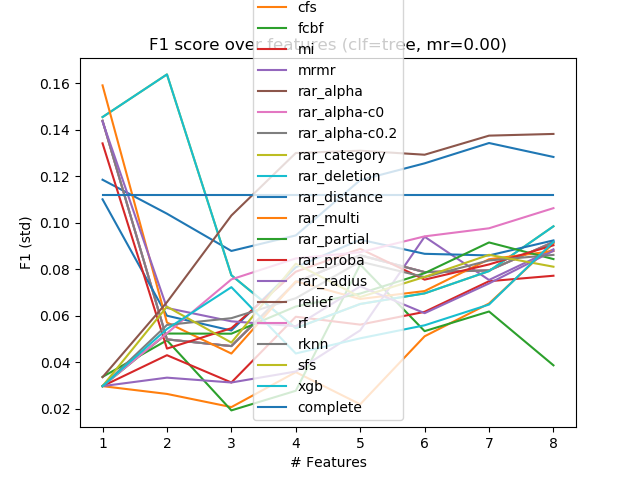 cfs
F1 score over features (clf=tree, mr=0.00)
fcbf
mi
mrmr
rar_alpha
rar_alpha-c0
rar_alpha-c0.2
rar_category
rar_deletion
rar_distance
rar_multi
rar_partial
rar_proba
rar_radius
relief
rf
rknn
sfs
xgb
complete
0.16
0.14
0.12
0.10
0.08
0.06
0.04
0.02
F1 (std)
1 2 3 4 5 6 7 8
# Features